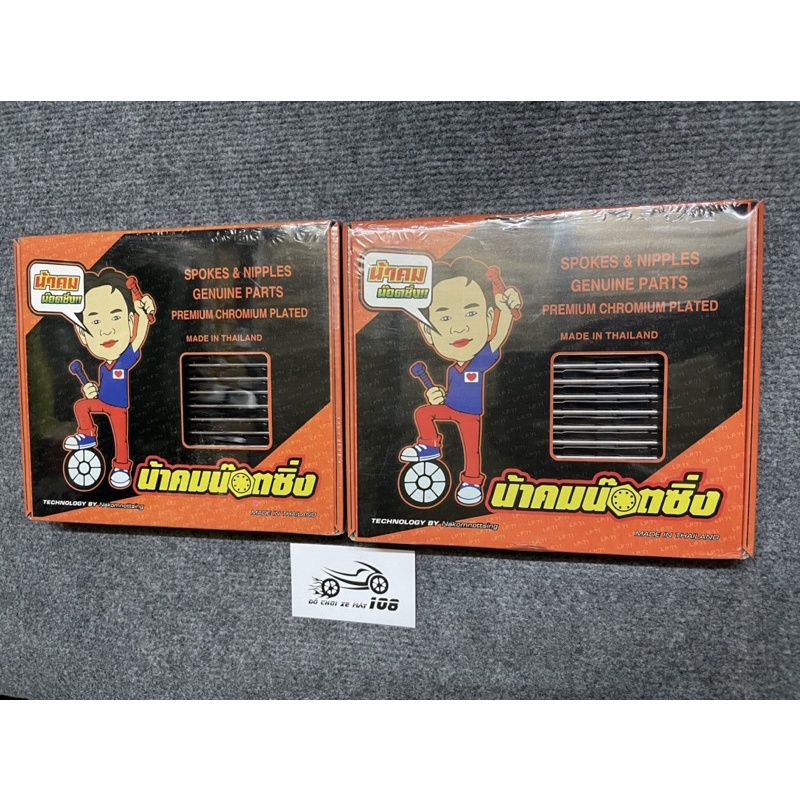 น้าคม
น๊อตซิ่ง!!
SPOKES & NIPPLES
GENUINE PARTS
PREMIUM CHROMIUM PLATED
MADE IN THAILAND
น้าคมน๊อตซิ่ง
TECHNOLOGY BY Nakomnottsing
MADE IN THAILAND
น้าคม
น๊อตซิ่ง!!
SPOKES & NIPPLES
GENUINE PARTS
PREMIUM CHROMIUM PLATED
MADE IN THAILAND
น้าคมน๊อตซิ่ง
TECHNOLOGY BY Nakomnottsing
MADE IN THAILAND
ĐỒ CHƠI XE MÁY 108